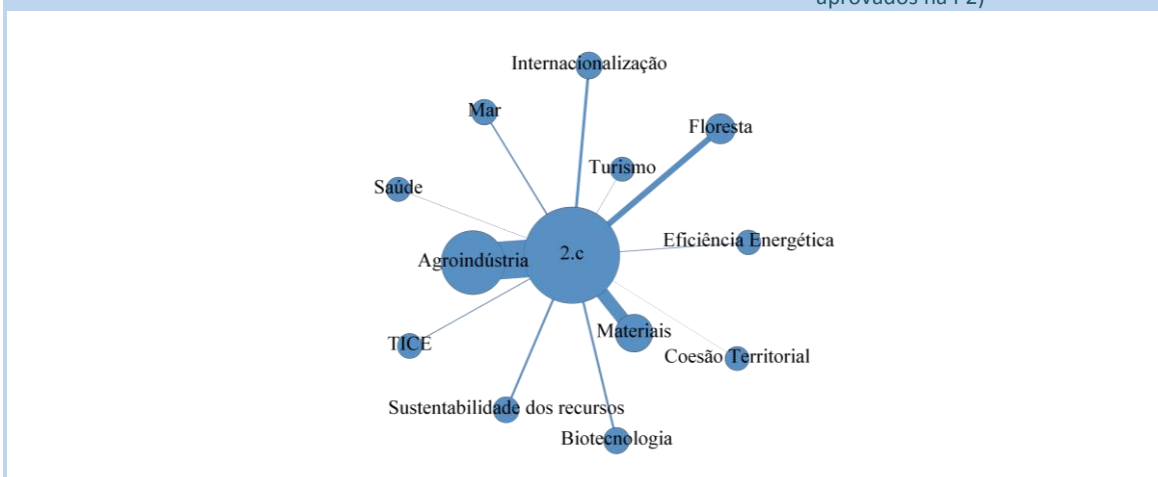 aprovados na P2)
Internacionalização
Mar
Floresta
Turismo
Saúde
Eficiência Energética
2.c
Agroindústria
Materiais
TICE
Coesão Territorial
Sustentabilidade dos recursos
Biotecnologia